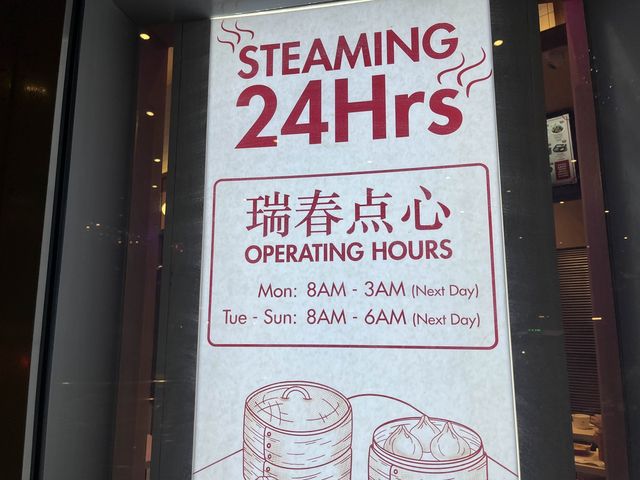 STEAMING
24Hrs
瑞春点心
OPERATING HOURS
Mon: 8AM - 3AM (Next Day)
Tue - Sun: 8AM - 6AM (Next Day)